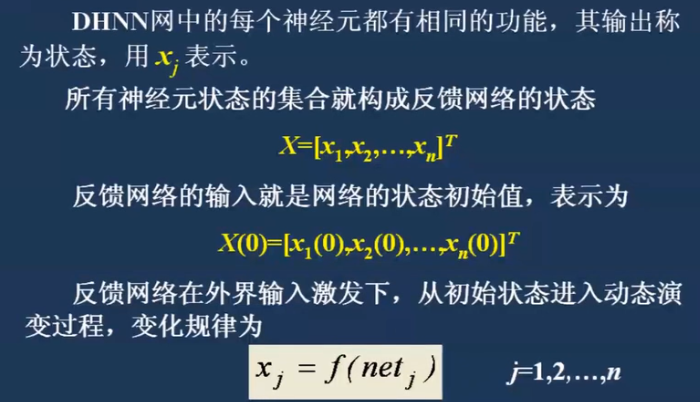 DHNN网中的每个神经元都有相同的功能，其输出称
为状态，用 xj 表示。
所有神经元状态的集合就构成反馈网络的状态
X=[x1,x2,…,xn]T
反馈网络的输入就是网络的状态初始值，表示为
X(0)=[x1(0),x2(0),…,xn(0)]T
反馈网络在外界输入激发下，从初始状态进入动态演
变过程，变化规律为
xj = f(netj) j=1,2,…,n